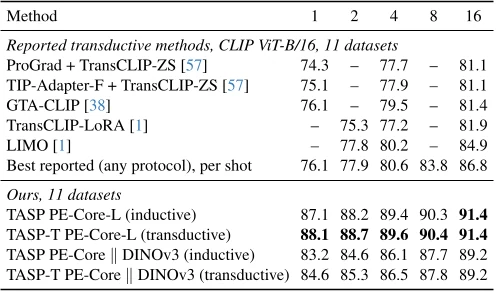 Method 1 2 4 8 16
Reported transductive methods, CLIP ViT-B/16, 11 datasets
ProGrad + TransCLIP-ZS [57] 74.3 – 77.7 – 81.1
TIP-Adapter-F + TransCLIP-ZS [57] 75.1 – 77.9 – 81.1
GTA-CLIP [38] 76.1 – 79.5 – 81.4
TransCLIP-LoRA [1] – 75.3 77.2 – 81.9
LIMO [1] – 77.8 80.2 – 84.9
Best reported (any protocol), per shot 76.1 77.9 80.6 83.8 86.8
Ours, 11 datasets
TASP PE-Core-L (inductive) 87.1 88.2 89.4 90.3 91.4
TASP-T PE-Core-L (transductive) 88.1 88.7 89.6 90.4 91.4
TASP PE-Core ∥ DINOv3 (inductive) 83.2 84.6 86.1 87.7 89.2
TASP-T PE-Core ∥ DINOv3 (transductive) 84.6 85.3 86.5 87.8 89.2